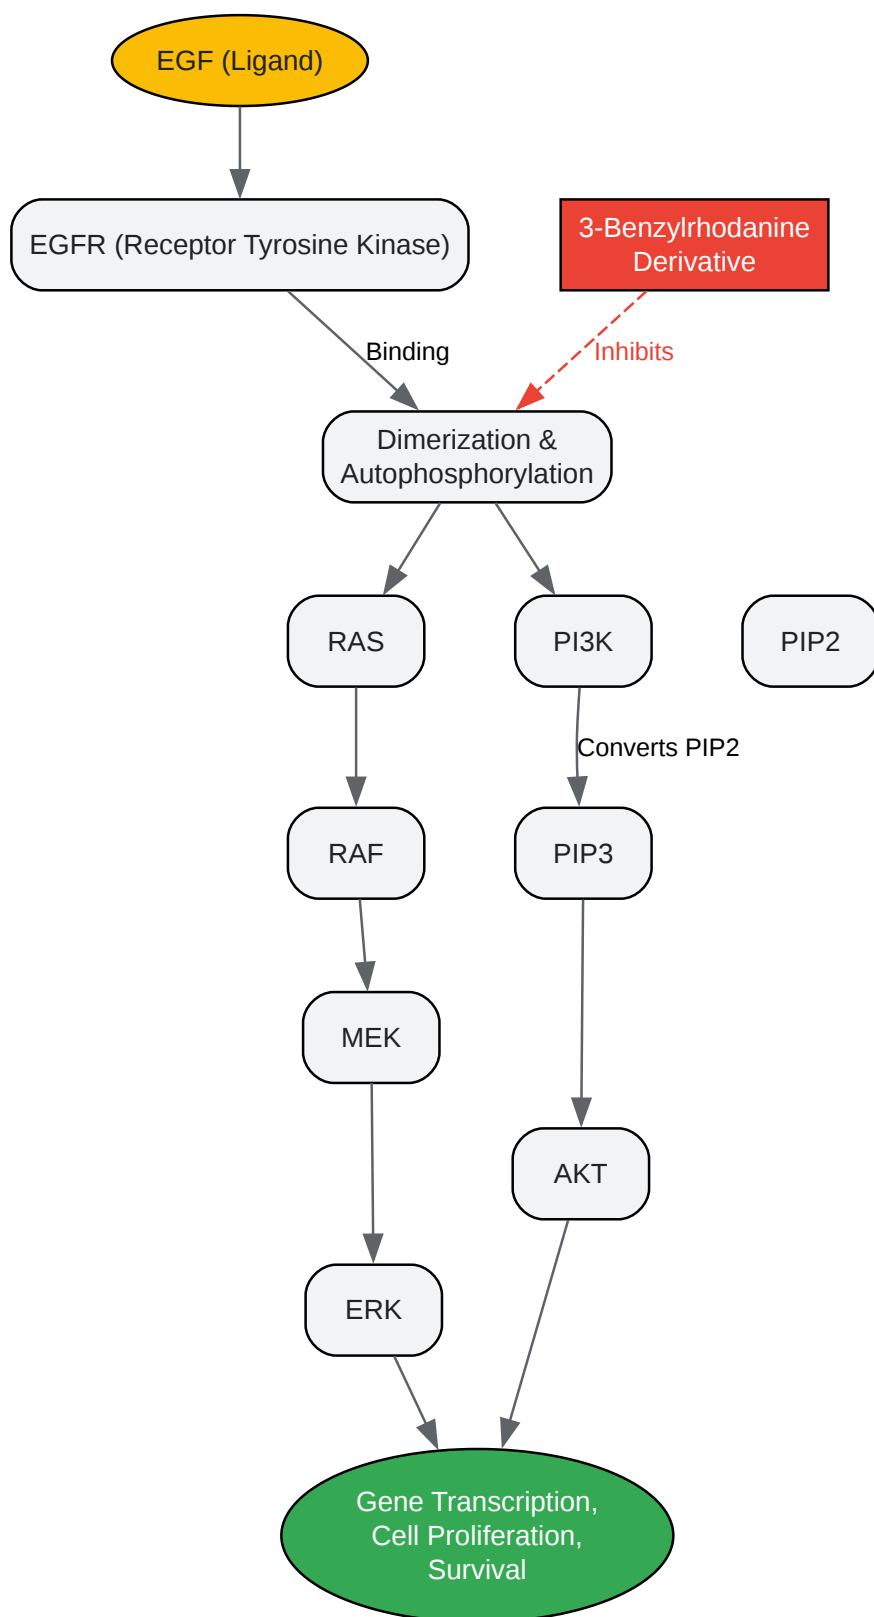 EGF (Ligand)
EGFR (Receptor Tyrosine Kinase)
3-Benzylrhodanine
Derivative
Binding
Inhibits
Dimerization &
Autophosphorylation
RAS
PI3K
PIP2
Converts PIP2
RAF
PIP3
MEK
AKT
ERK
Gene Transcription,
Cell Proliferation,
Survival